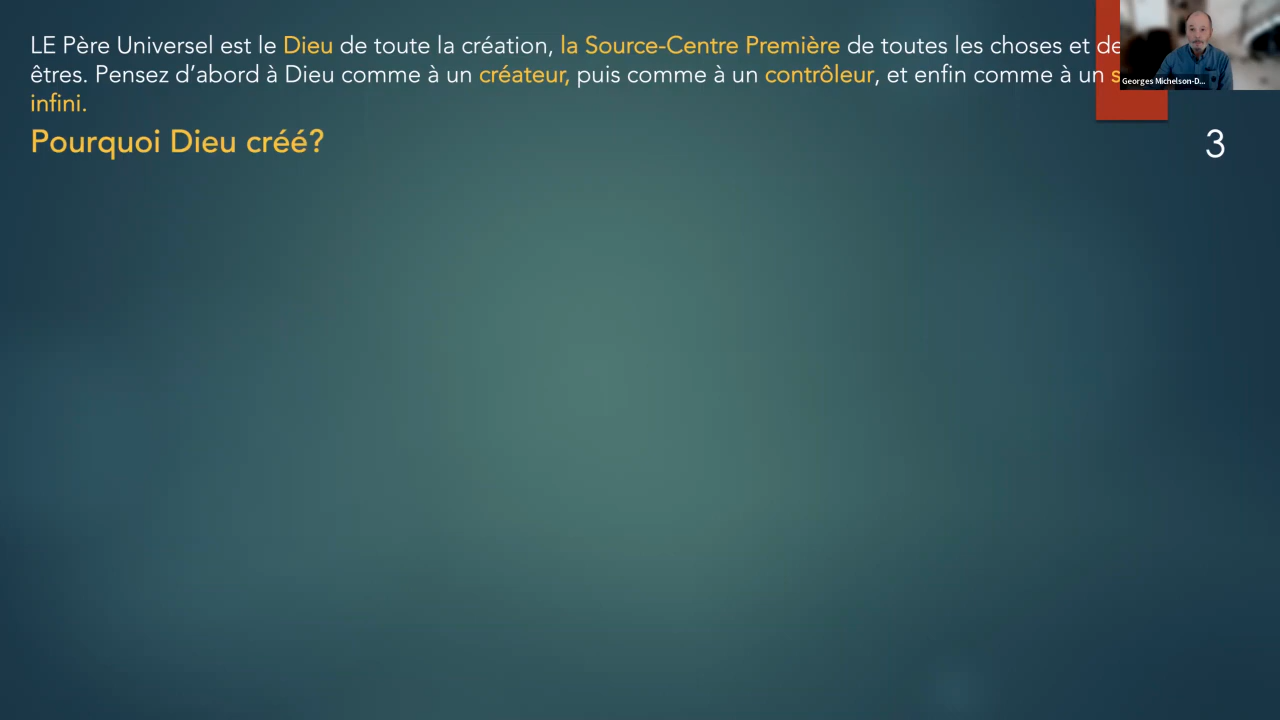 LE Père Universel est le Dieu de toute la création, la Source-Centre Première de toutes les choses et de
êtres. Pensez d’abord à Dieu comme à un créateur, puis comme à un contrôleur, et enfin comme à un
infini.
Pourquoi Dieu créé?
3
Georges Michelson-D...